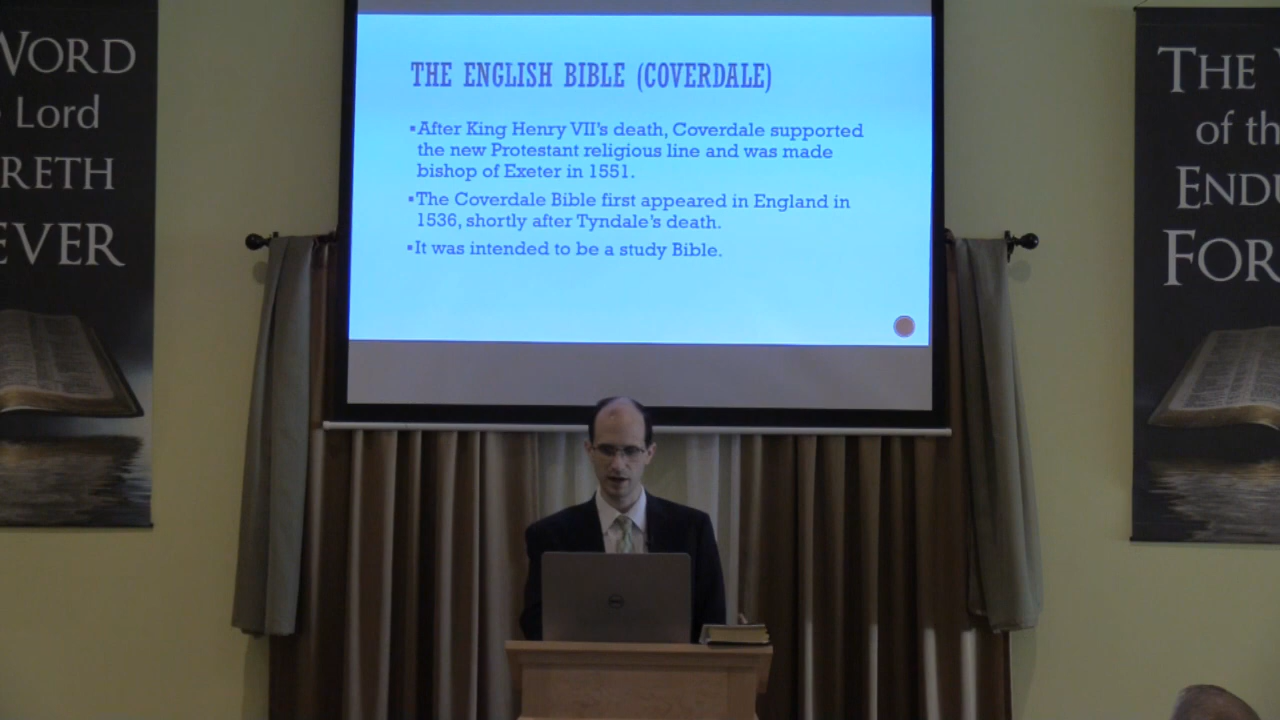 THE ENGLISH BIBLE (COVERDALE)
▪After King Henry VII's death, Coverdale supported
the new Protestant religious line and was made
bishop of Exeter in 1551.
▪The Coverdale Bible first appeared in England in
1536, shortly after Tyndale's death.
▪It was intended to be a study Bible.
WORD
Lord
RETH
EVER
THE
of th
ENDU
FOR
DELL